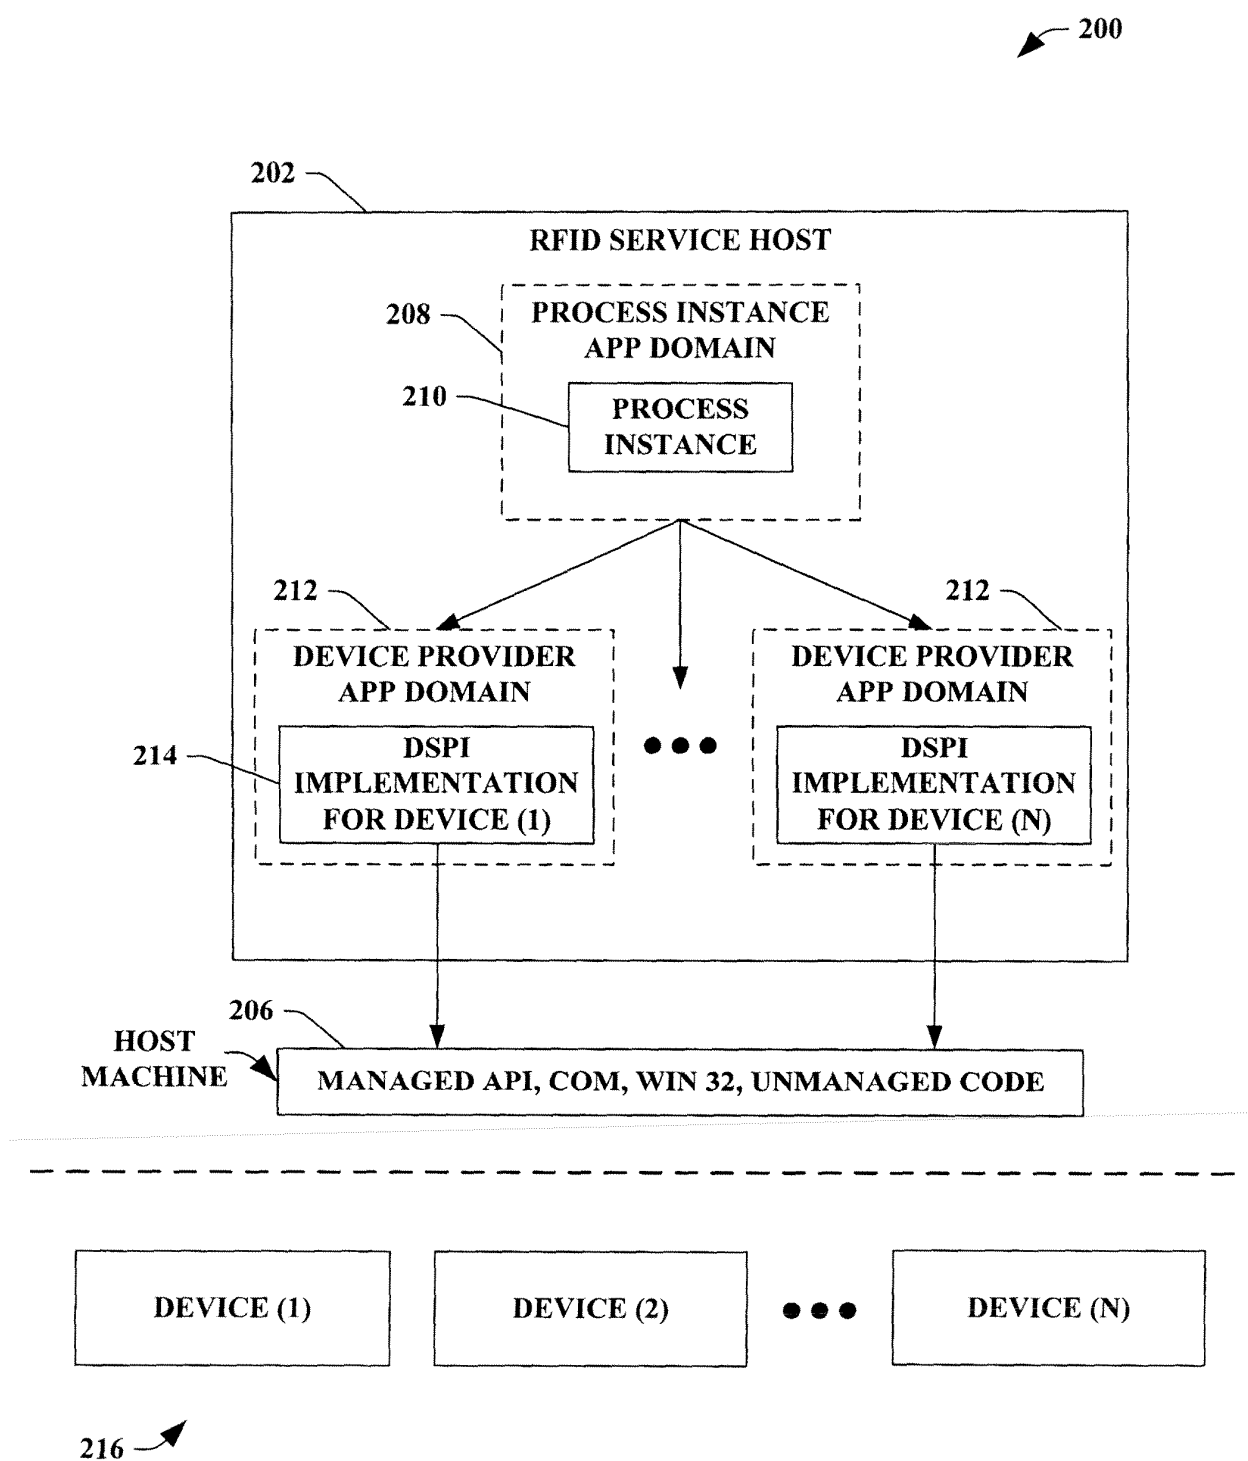 200
202
RFID SERVICE HOST
208
PROCESS INSTANCE
APP DOMAIN
210
PROCESS
INSTANCE
212
212
DEVICE PROVIDER
APP DOMAIN
DEVICE PROVIDER
APP DOMAIN
214
DSPI
IMPLEMENTATION
FOR DEVICE (1)
DSPI
IMPLEMENTATION
FOR DEVICE (N)
206
HOST
MACHINE
MANAGED API, COM, WIN 32, UNMANAGED CODE
DEVICE (1)
DEVICE (2)
DEVICE (N)
216